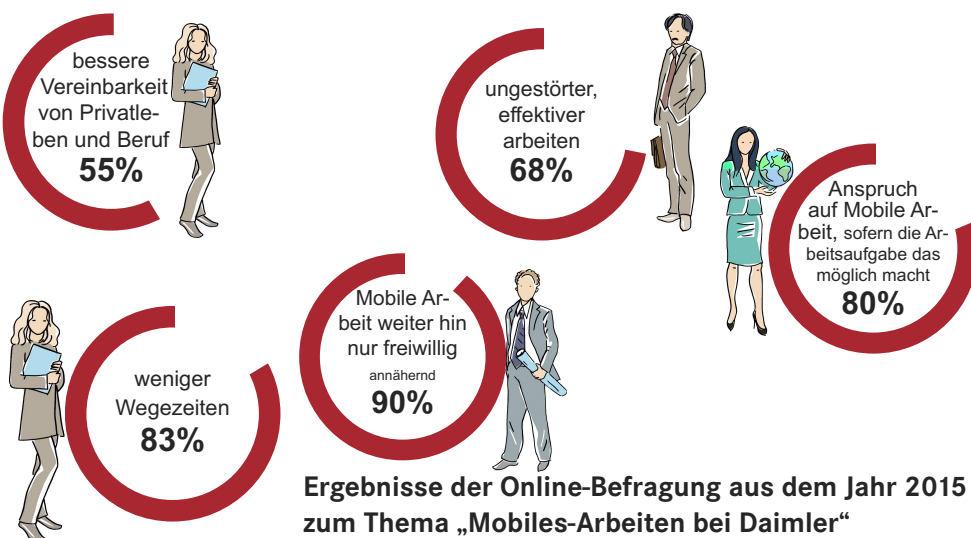 bessere
Vereinbarkeit
von Privatle-
ben und Beruf
55%
ungestörter,
effektiver
arbeiten
68%
Anspruch
auf Mobile Ar-
beit, sofern die Ar-
beitsaufgabe das
möglich macht
80%
Mobile Ar-
beit weiter hin
nur freiwillig
annähernd
90%
weniger
Wegezeiten
83%
Ergebnisse der Online-Befragung aus dem Jahr 2015
zum Thema „Mobiles-Arbeiten bei Daimler“